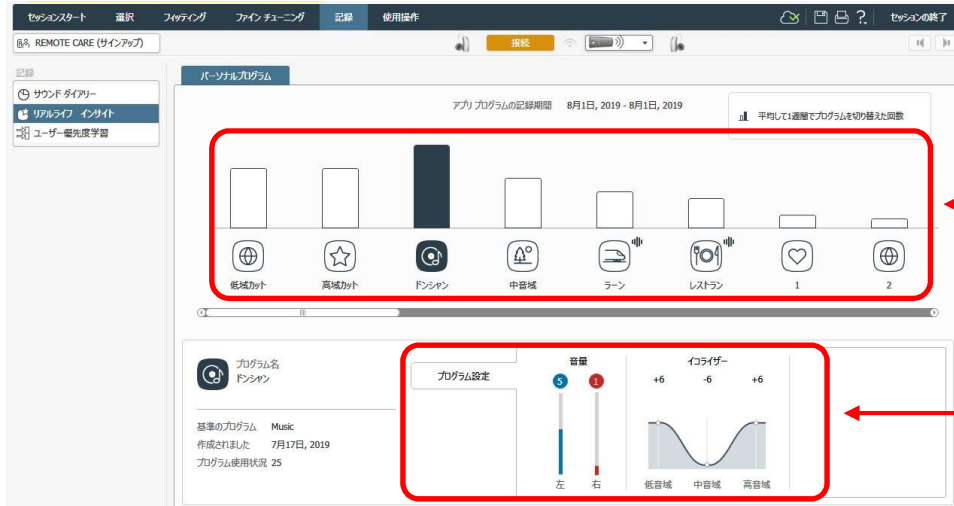 セッションスタート 選択 フィッティング ファイン チューニング 記録 使用操作 セッションの終了
REMOTE CARE (サインアップ) 接続
記録
サウンド ダイアリー
リアルライフ インサイト
ユーザー優先度学習
パーソナルプログラム
アプリ プログラムの記録期間 8月1日, 2019 - 8月1日, 2019
平均して1週間でプログラムを切り替えた回数
低域カット 高域カット ドンシャン 中音域 ラーン レストラン 1 2
プログラム名
ドンシャン
基準のプログラム Music
作成されました 7月17日, 2019
プログラム使用状況 25
プログラム設定
音量
5 1
左 右
イコライザー
+6 -6 +6
低音域 中音域 高音域